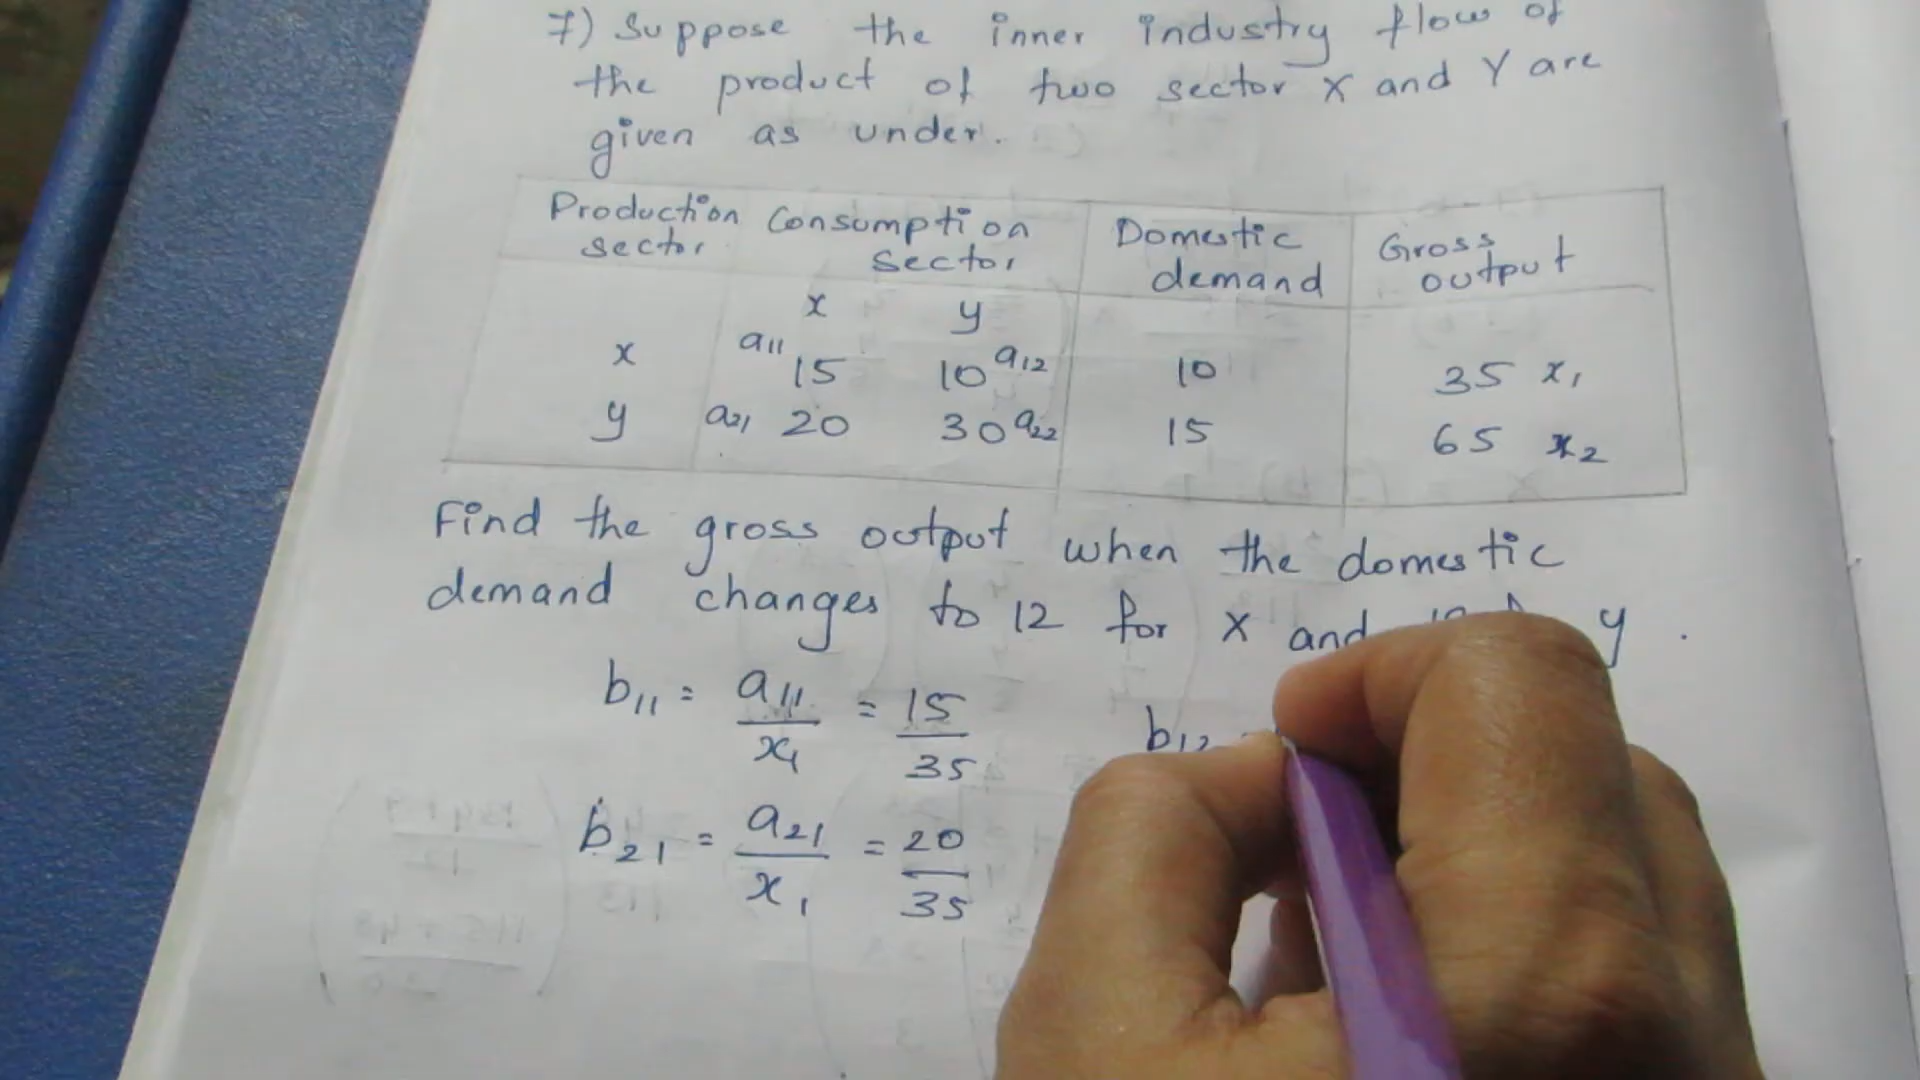 7) Suppose the inner industry flow of
the product of two sector X and Y are
given as under.
Production Consumption Domestic Gross
sector Sector demand output
x y
x a11 15 10 a12 10 35 x1
y a21 20 30 a22 15 65 x2
Find the gross output when the domestic
demand changes to 12 for X and y.
b11 = a11/x1 = 15/35 b12
b21 = a21/x1 = 20/35